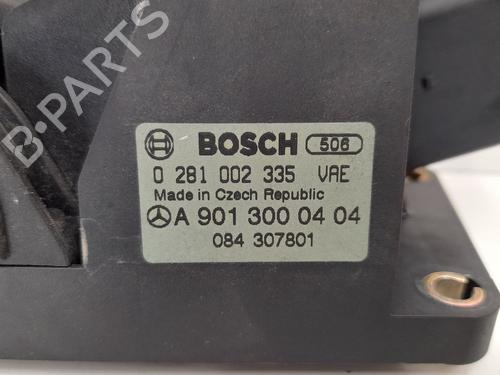 B-PARTS
BOSCH 506
0 281 002 335 VAE
Made in Czech Republic
A 901 300 04 04
084 307801